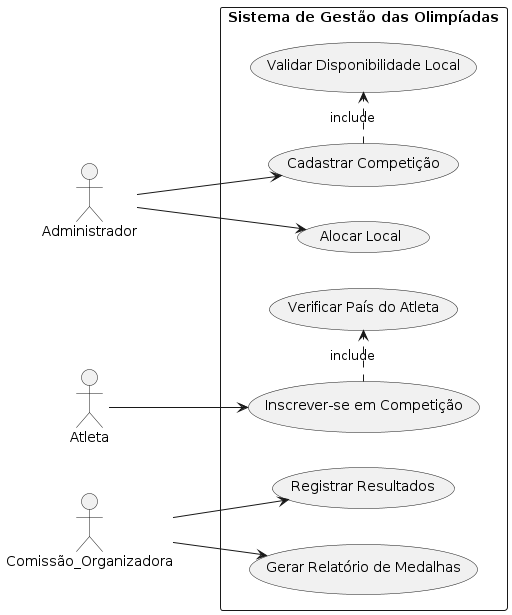 Sistema de Gestão das Olimpíadas
Validar Disponibilidade Local
include
Cadastrar Competição
Administrador
Alocar Local
Verificar País do Atleta
include
Inscrever-se em Competição
Atleta
Registrar Resultados
Comissão_Organizadora
Gerar Relatório de Medalhas